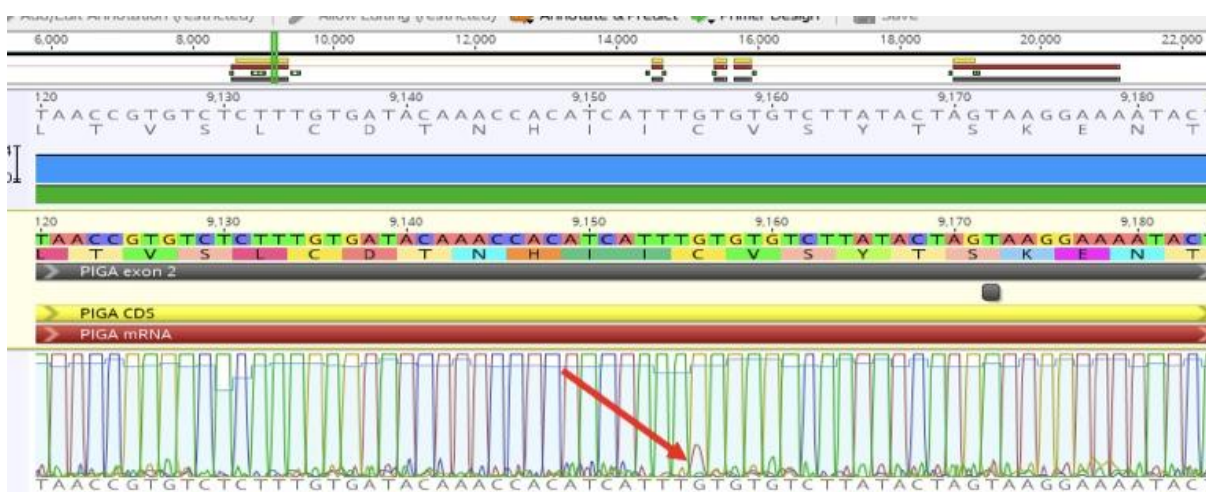 Add/Edit Annotation (restricted) Allow Editing (restricted) Annotate & Predict Primer Design Save
6,000 8,000 10,000 12,000 14,000 16,000 18,000 20,000 22,000
120 9,130 9,140 9,150 9,160 9,170 9,180
TAACCGTGTCTCTTTGTGATACAAACCACATCATTTGTGTGTCTTATACTAGTAAGGAAAATACT
L T V S L C D T N H I I C V S Y T S K E N T
120 9,130 9,140 9,150 9,160 9,170 9,180
TAACCGTGTCTCTTTGTGATACAAACCACATCATTTGTGTGTCTTATACTAGTAAGGAAAATACT
L T V S L C D T N H I I C V S Y T S K E N T
PIGA exon 2
PIGA CDS
PIGA mRNA
TAACCGTGTCTCTTTGTGATACAAACCACATCATTTGTGTGTCTTATACTAGTAAGGAAAATAC